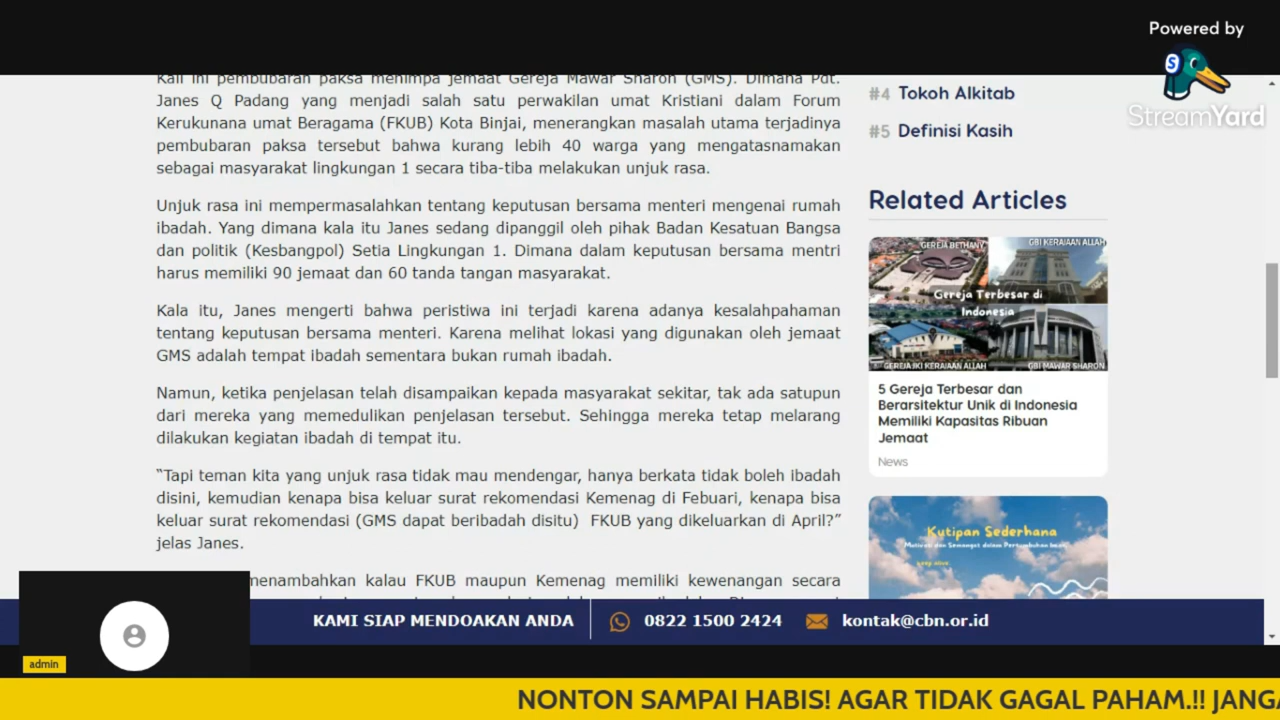 Powered by
StreamYard
Kali ini pembubaran paksa menimpa jemaat Gereja Mawar Sharon (GMS). Dimana Pdt.
Janes Q Padang yang menjadi salah satu perwakilan umat Kristiani dalam Forum
Kerukunana umat Beragama (FKUB) Kota Binjai, menerangkan masalah utama terjadinya
pembubaran paksa tersebut bahwa kurang lebih 40 warga yang mengatasnamakan
sebagai masyarakat lingkungan 1 secara tiba-tiba melakukan unjuk rasa.
Unjuk rasa ini mempermasalahkan tentang keputusan bersama menteri mengenai rumah
ibadah. Yang dimana kala itu Janes sedang dipanggil oleh pihak Badan Kesatuan Bangsa
dan politik (Kesbangpol) Setia Lingkungan 1. Dimana dalam keputusan bersama mentri
harus memiliki 90 jemaat dan 60 tanda tangan masyarakat.
Kala itu, Janes mengerti bahwa peristiwa ini terjadi karena adanya kesalahpahaman
tentang keputusan bersama menteri. Karena melihat lokasi yang digunakan oleh jemaat
GMS adalah tempat ibadah sementara bukan rumah ibadah.
Namun, ketika penjelasan telah disampaikan kepada masyarakat sekitar, tak ada satupun
dari mereka yang memedulikan penjelasan tersebut. Sehingga mereka tetap melarang
dilakukan kegiatan ibadah di tempat itu.
“Tapi teman kita yang unjuk rasa tidak mau mendengar, hanya berkata tidak boleh ibadah
disini, kemudian kenapa bisa keluar surat rekomendasi Kemenag di Febuari, kenapa bisa
keluar surat rekomendasi (GMS dapat beribadah disitu) FKUB yang dikeluarkan di April?”
jelas Janes.
menambahkan kalau FKUB maupun Kemenag memiliki kewenangan secara
#4 Tokoh Alkitab
#5 Definisi Kasih
Related Articles
GEREJA BETHANY
GBI KERAJAAN ALLAH
Gereja Terbesar di
Indonesia
GEREJA JKI KERAJAAN ALLAH
GBI MAWAR SHARON
5 Gereja Terbesar dan
Berarsitektur Unik di Indonesia
Memiliki Kapasitas Ribuan
Jemaat
News
Kutipan Sederhana
KAMI SIAP MENDOAKAN ANDA
0822 1500 2424
kontak@cbn.or.id
admin
NONTON SAMPAI HABIS! AGAR TIDAK GAGAL PAHAM.!! JANGA